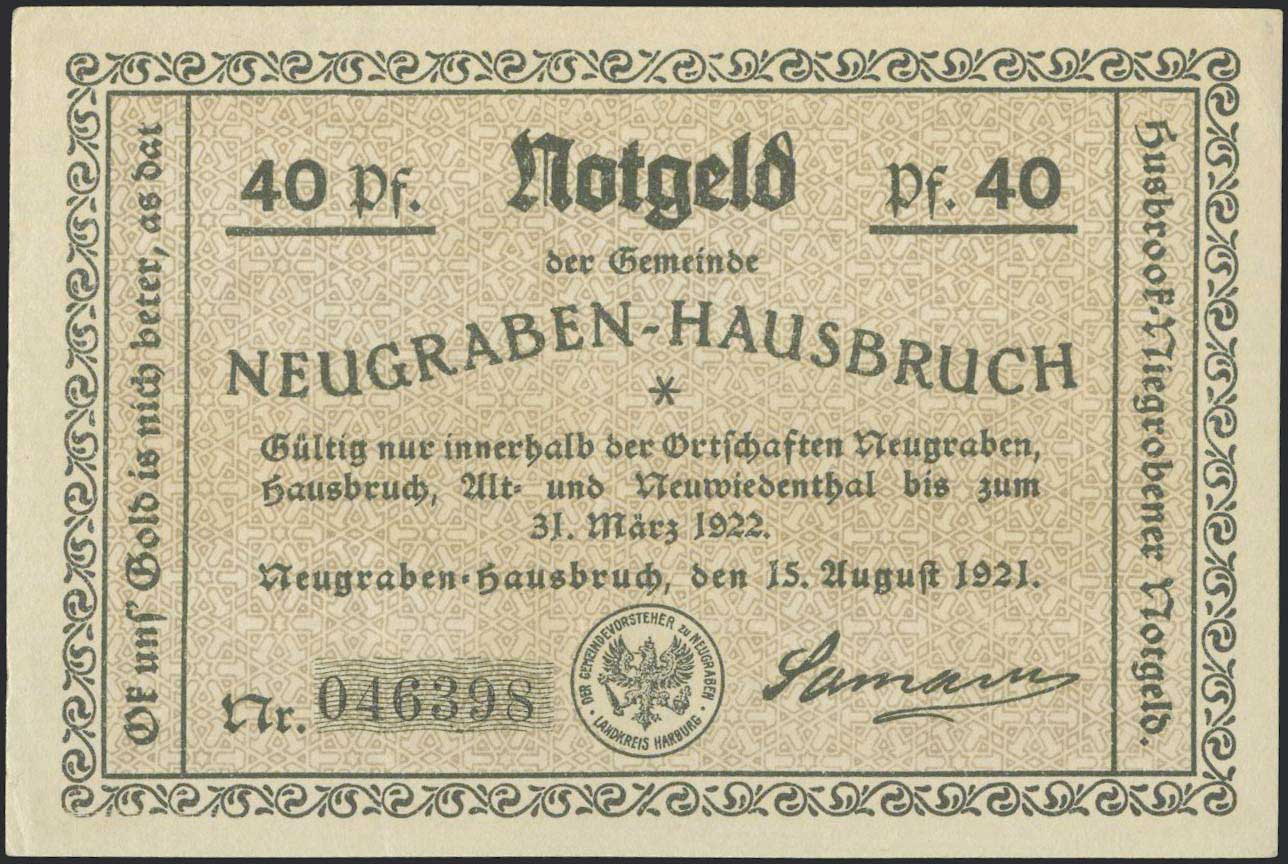 Ok uns' Gold is nich beter, as dat
40 Pf. Notgeld Pf. 40
der Gemeinde
NEUGRABEN-HAUSBRUCH
*
Gültig nur innerhalb der Ortschaften Neugraben,
Hausbruch, Alt- und Neuwiedenthal bis zum
31. März 1922.
Neugraben-Hausbruch, den 15. August 1921.
Nr. 046398
DER GEMEINDEVORSTEHER zu NEUGRABEN
· LANDKREIS HARBURG ·
Samann
Husbrook-Niegrobener Notgeld.